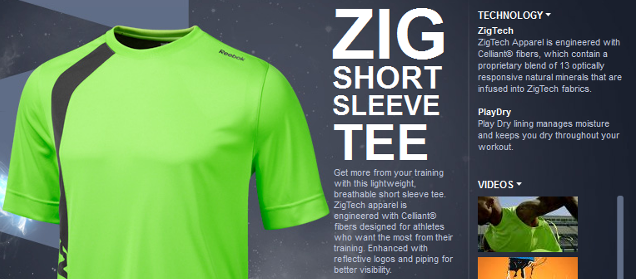 Reebok
ZIG
SHORT
SLEEVE
TEE
Get more from your training
with this lightweight,
breathable short sleeve tee.
ZigTech apparel is
engineered with Celliant®
fibers designed for athletes
who want the most from their
training. Enhanced with
reflective logos and piping for
better visibility.
TECHNOLOGY
ZigTech
ZigTech Apparel is engineered with
Celliant® fibers, which contain a
proprietary blend of 13 optically
responsive natural minerals that are
infused into ZigTech fabrics.
PlayDry
Play Dry lining manages moisture
and keeps you dry throughout your
workout.
VIDEOS